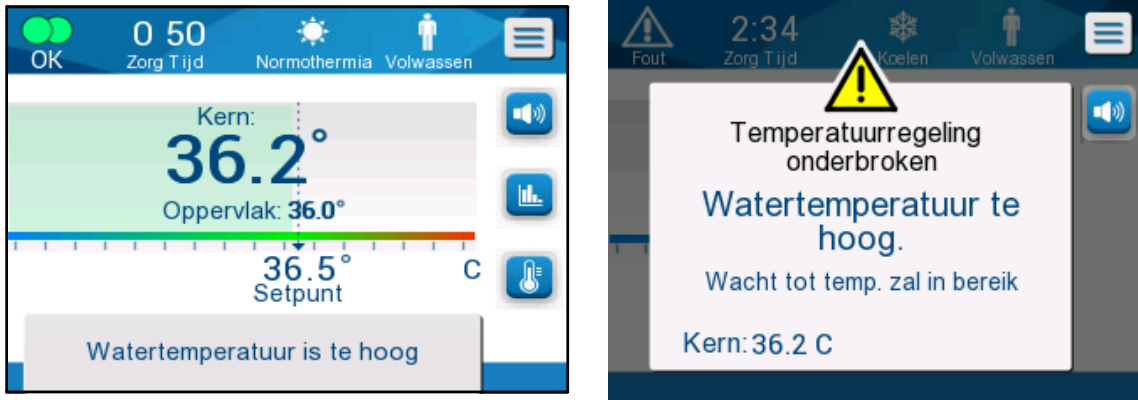 OK
0 50
Zorg Tijd
Normothermia
Volwassen
Kern:
36.2°
Oppervlak: 36.0°
36.5°
C
Setpunt
Watertemperatuur is te hoog
Fout
2:34
Zorg Tijd
Koelen
Volwassen
Temperatuurregeling
onderbroken
Watertemperatuur te
hoog.
Wacht tot temp. zal in bereik
Kern: 36.2 C